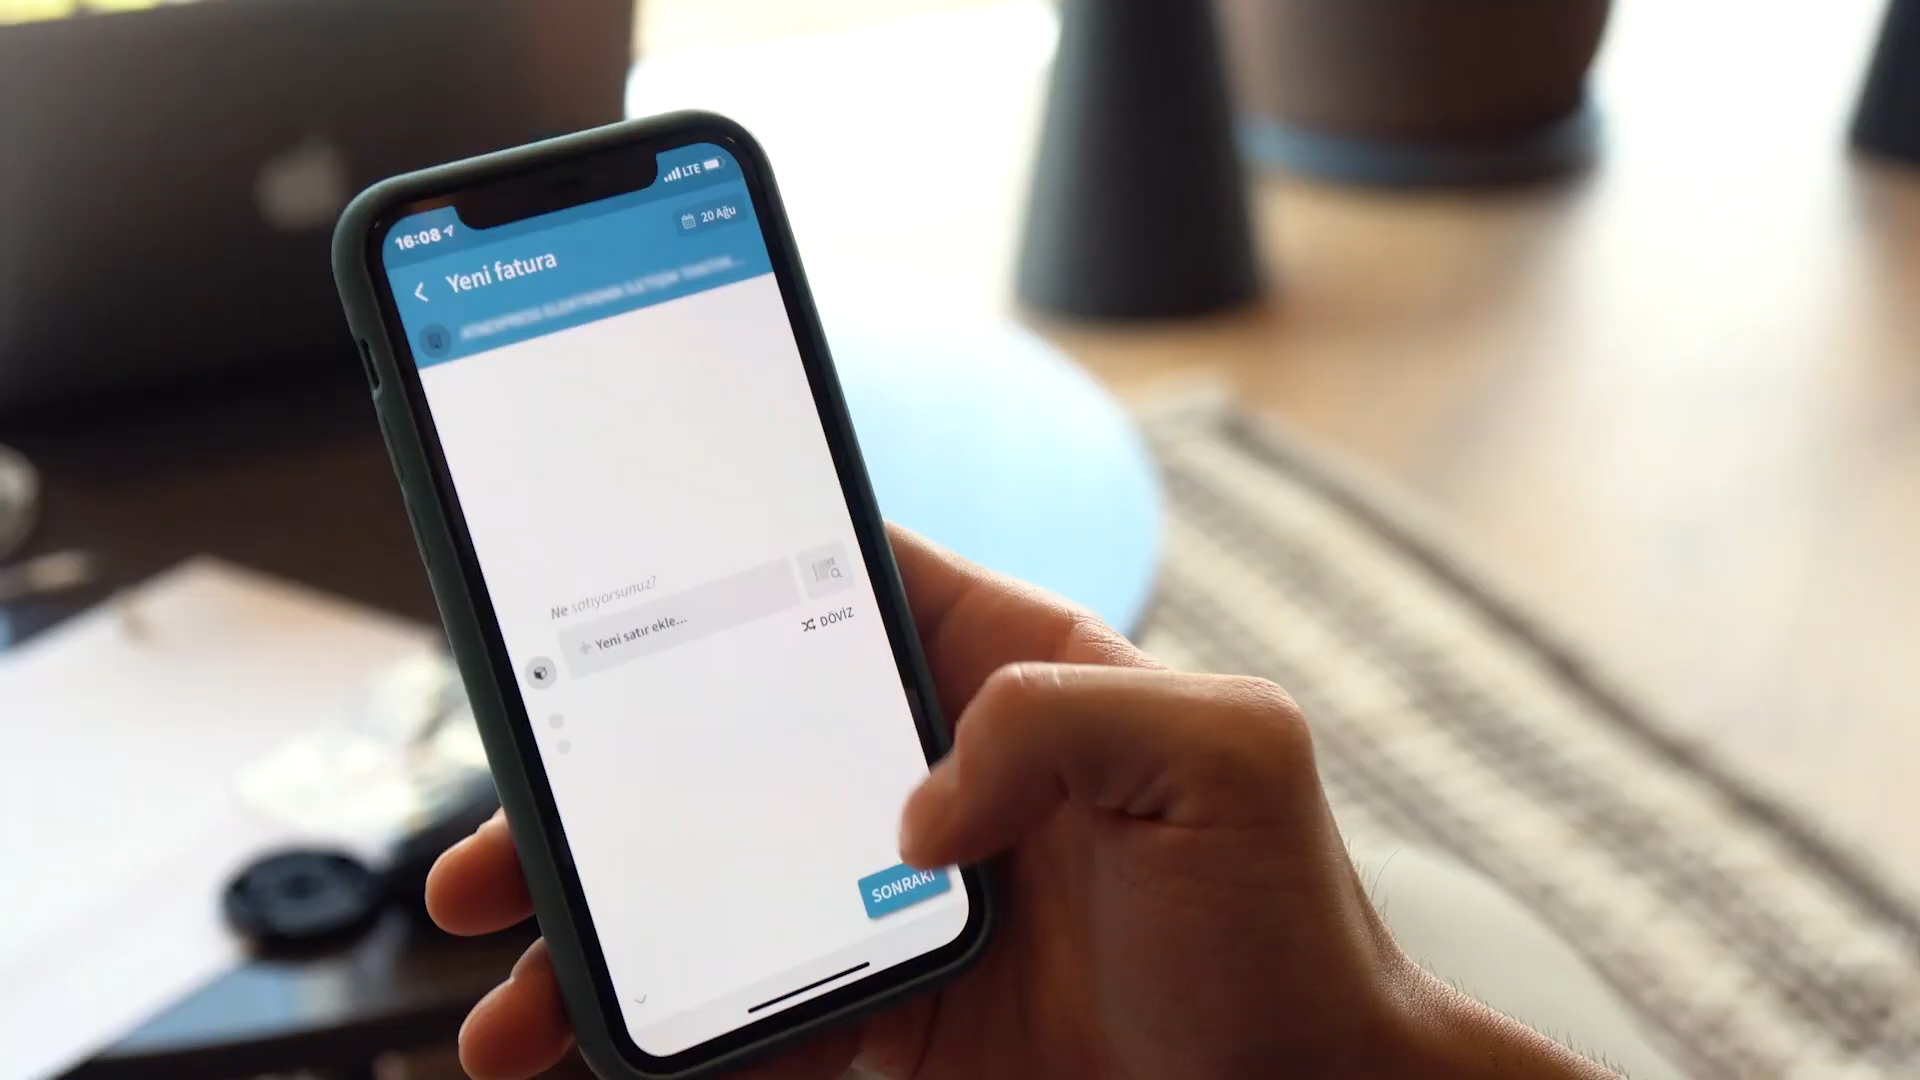 16:08
LTE
20 Ağu
Yeni fatura
Ne satıyorsunuz?
+ Yeni satır ekle...
DÖVİZ
SONRAKİ